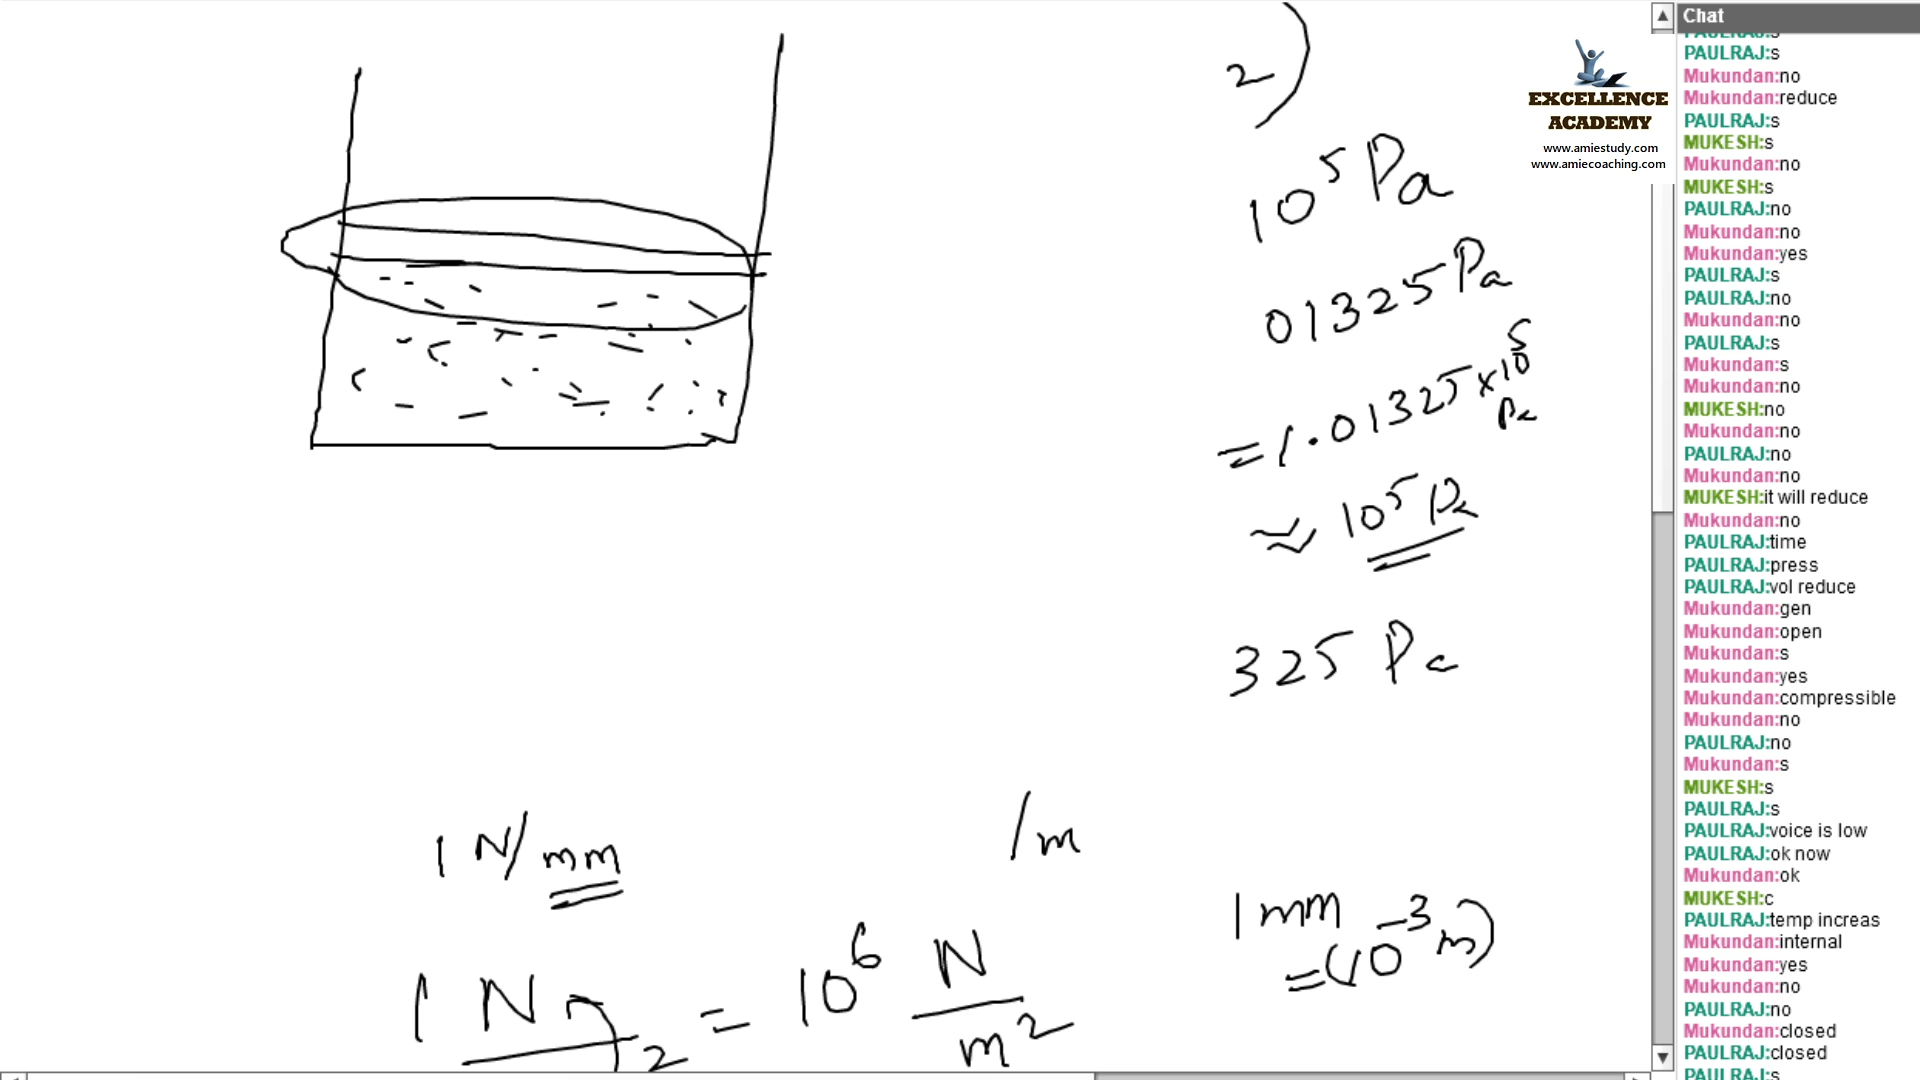 2)
10⁵ Pa
01325 Pa
= 1.01325 × 10⁵ Pa
≈ 10⁵ Pa
325 Pa
1 N/mm
/m
1 mm
= (10⁻³ m)
1 N
2 = 10⁶ N
m²
EXCELLENCE
ACADEMY
www.amiestudy.com
www.amiecoaching.com
Chat
PAULRAJ:s
PAULRAJ:s
Mukundan:no
Mukundan:reduce
PAULRAJ:s
MUKESH:s
Mukundan:no
MUKESH:s
PAULRAJ:no
Mukundan:no
Mukundan:yes
PAULRAJ:s
PAULRAJ:no
Mukundan:no
PAULRAJ:s
Mukundan:s
Mukundan:no
MUKESH:no
Mukundan:no
PAULRAJ:no
Mukundan:no
MUKESH:it will reduce
Mukundan:no
PAULRAJ:time
PAULRAJ:press
PAULRAJ:vol reduce
Mukundan:gen
Mukundan:open
Mukundan:s
Mukundan:yes
Mukundan:compressible
Mukundan:no
PAULRAJ:no
Mukundan:s
MUKESH:s
PAULRAJ:s
PAULRAJ:voice is low
PAULRAJ:ok now
Mukundan:ok
MUKESH:c
PAULRAJ:temp increas
Mukundan:internal
Mukundan:yes
Mukundan:no
PAULRAJ:no
Mukundan:closed
PAULRAJ:closed
PAULRAJ:s